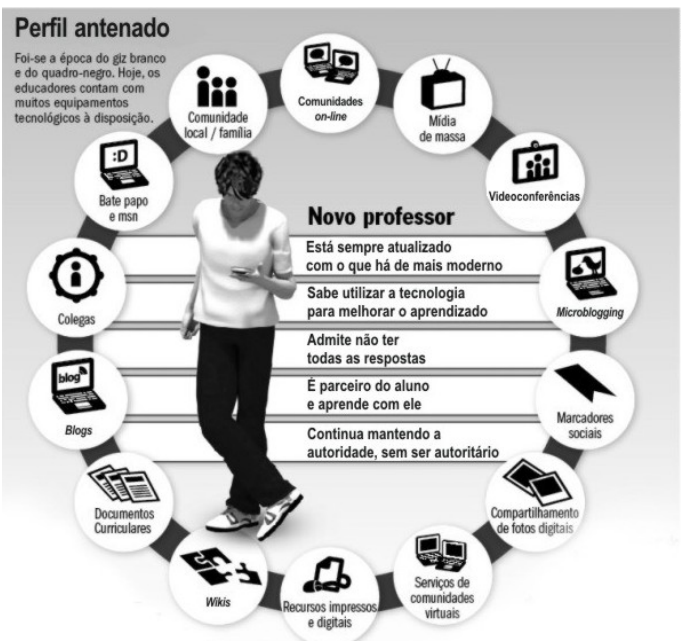 Perfil antenado
Foi-se a época do giz branco
e do quadro-negro. Hoje, os
educadores contam com
muitos equipamentos
tecnológicos à disposição.
Comunidade
local / família
Comunidades
on-line
Mídia
de massa
:D
Bate papo
e msn
Videoconferências
Novo professor
Está sempre atualizado
com o que há de mais moderno
Colegas
Sabe utilizar a tecnologia
para melhorar o aprendizado
Microblogging
Admite não ter
todas as respostas
blog
Blogs
É parceiro do aluno
e aprende com ele
Marcadores
sociais
Continua mantendo a
autoridade, sem ser autoritário
Documentos
Curriculares
Compartilhamento
de fotos digitais
Wikis
Recursos impressos
e digitais
Serviços de
comunidades
virtuais